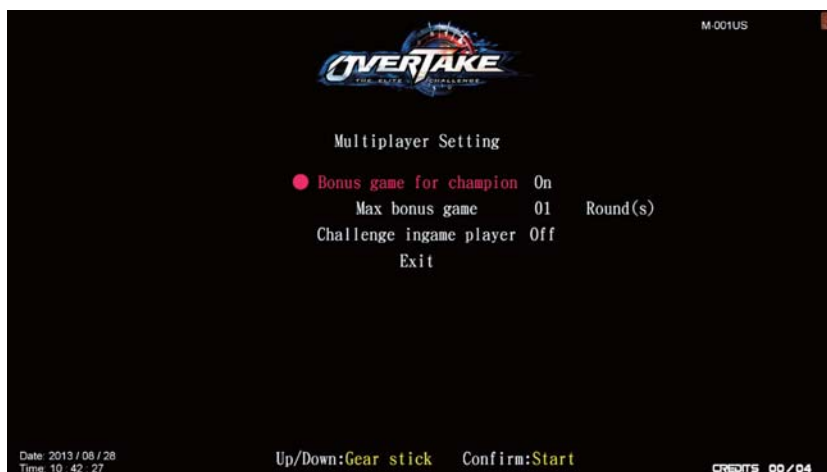 M-001US
OVERTAKE
THE ELITE CHALLENGE
Multiplayer Setting
Bonus game for champion On
Max bonus game 01 Round(s)
Challenge ingame player Off
Exit
Date: 2013 / 08 / 28
Time: 10 : 42 : 27
Up/Down:Gear stick Confirm:Start
CREDITS 00/04